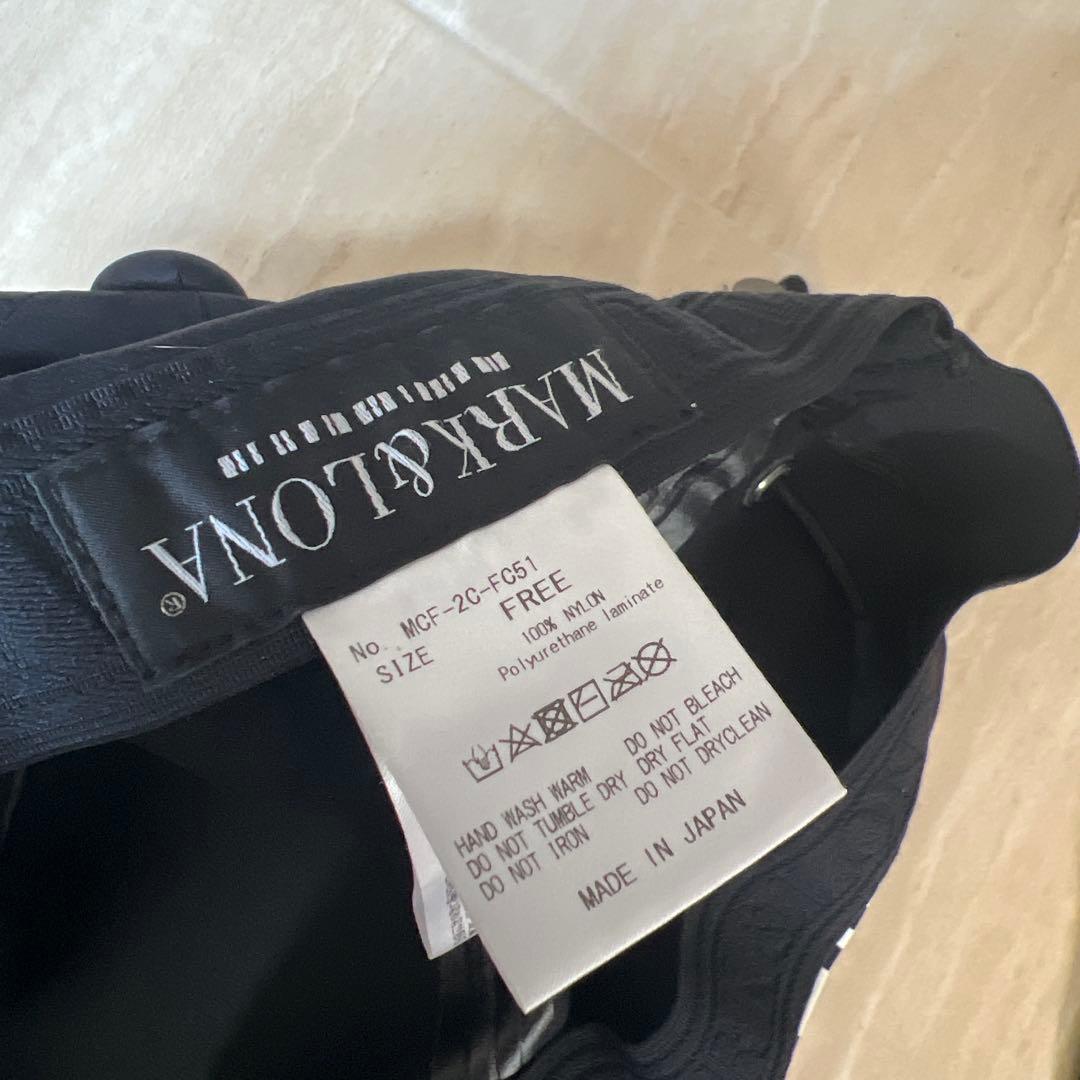 MARK&LONA®
No. MCF-2C-FC51
SIZE FREE
100% NYLON
Polyurethane laminate
HAND WASH WARM DO NOT BLEACH
DO NOT TUMBLE DRY DRY FLAT
DO NOT IRON DO NOT DRYCLEAN
MADE IN JAPAN